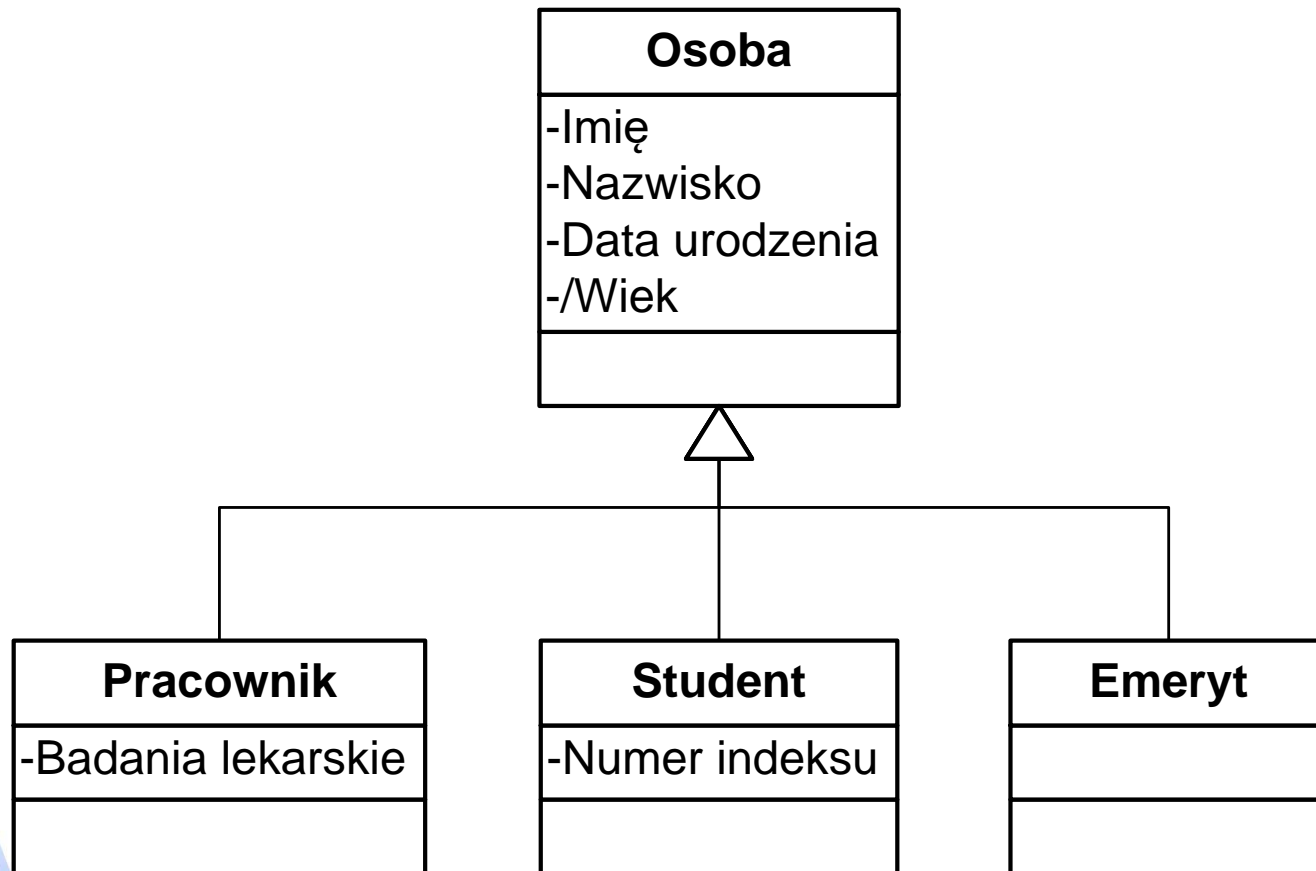 Osoba
-Imię
-Nazwisko
-Data urodzenia
-/Wiek
Pracownik
-Badania lekarskie
Student
-Numer indeksu
Emeryt